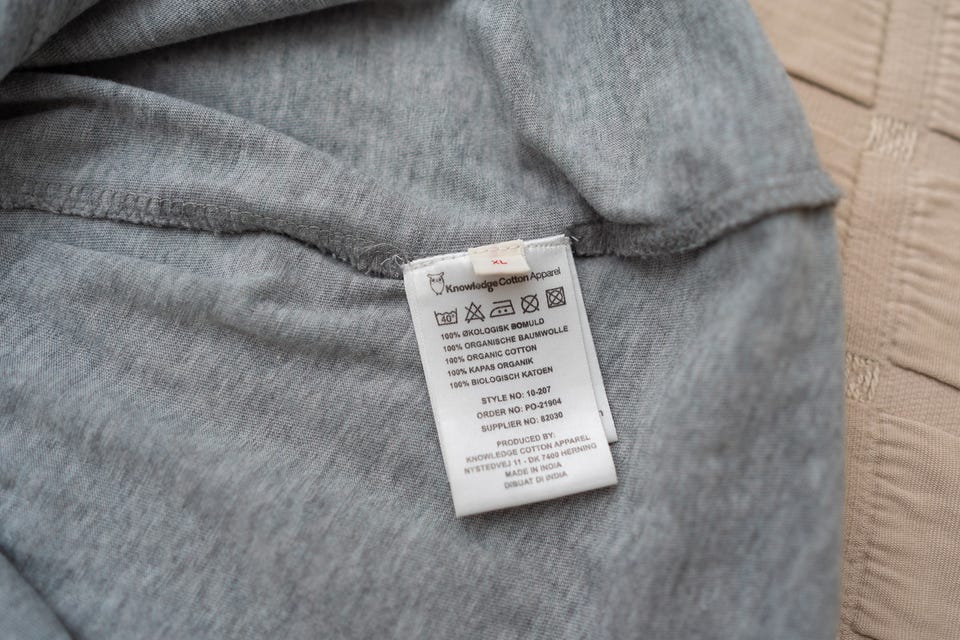 XL
KnowledgeCotton Apparel
40°
100% ØKOLOGISK BOMULD
100% ORGANISCHE BAUMWOLLE
100% ORGANIC COTTON
100% KAPAS ORGANIK
100% BIOLOGISCH KATOEN
STYLE NO: 10-207
ORDER NO: PO-21904
SUPPLIER NO: 82030
PRODUCED BY:
KNOWLEDGE COTTON APPAREL
NYSTEDVEJ 11 - DK 7400 HERNING
MADE IN INDIA
DIBUAT DI INDIA